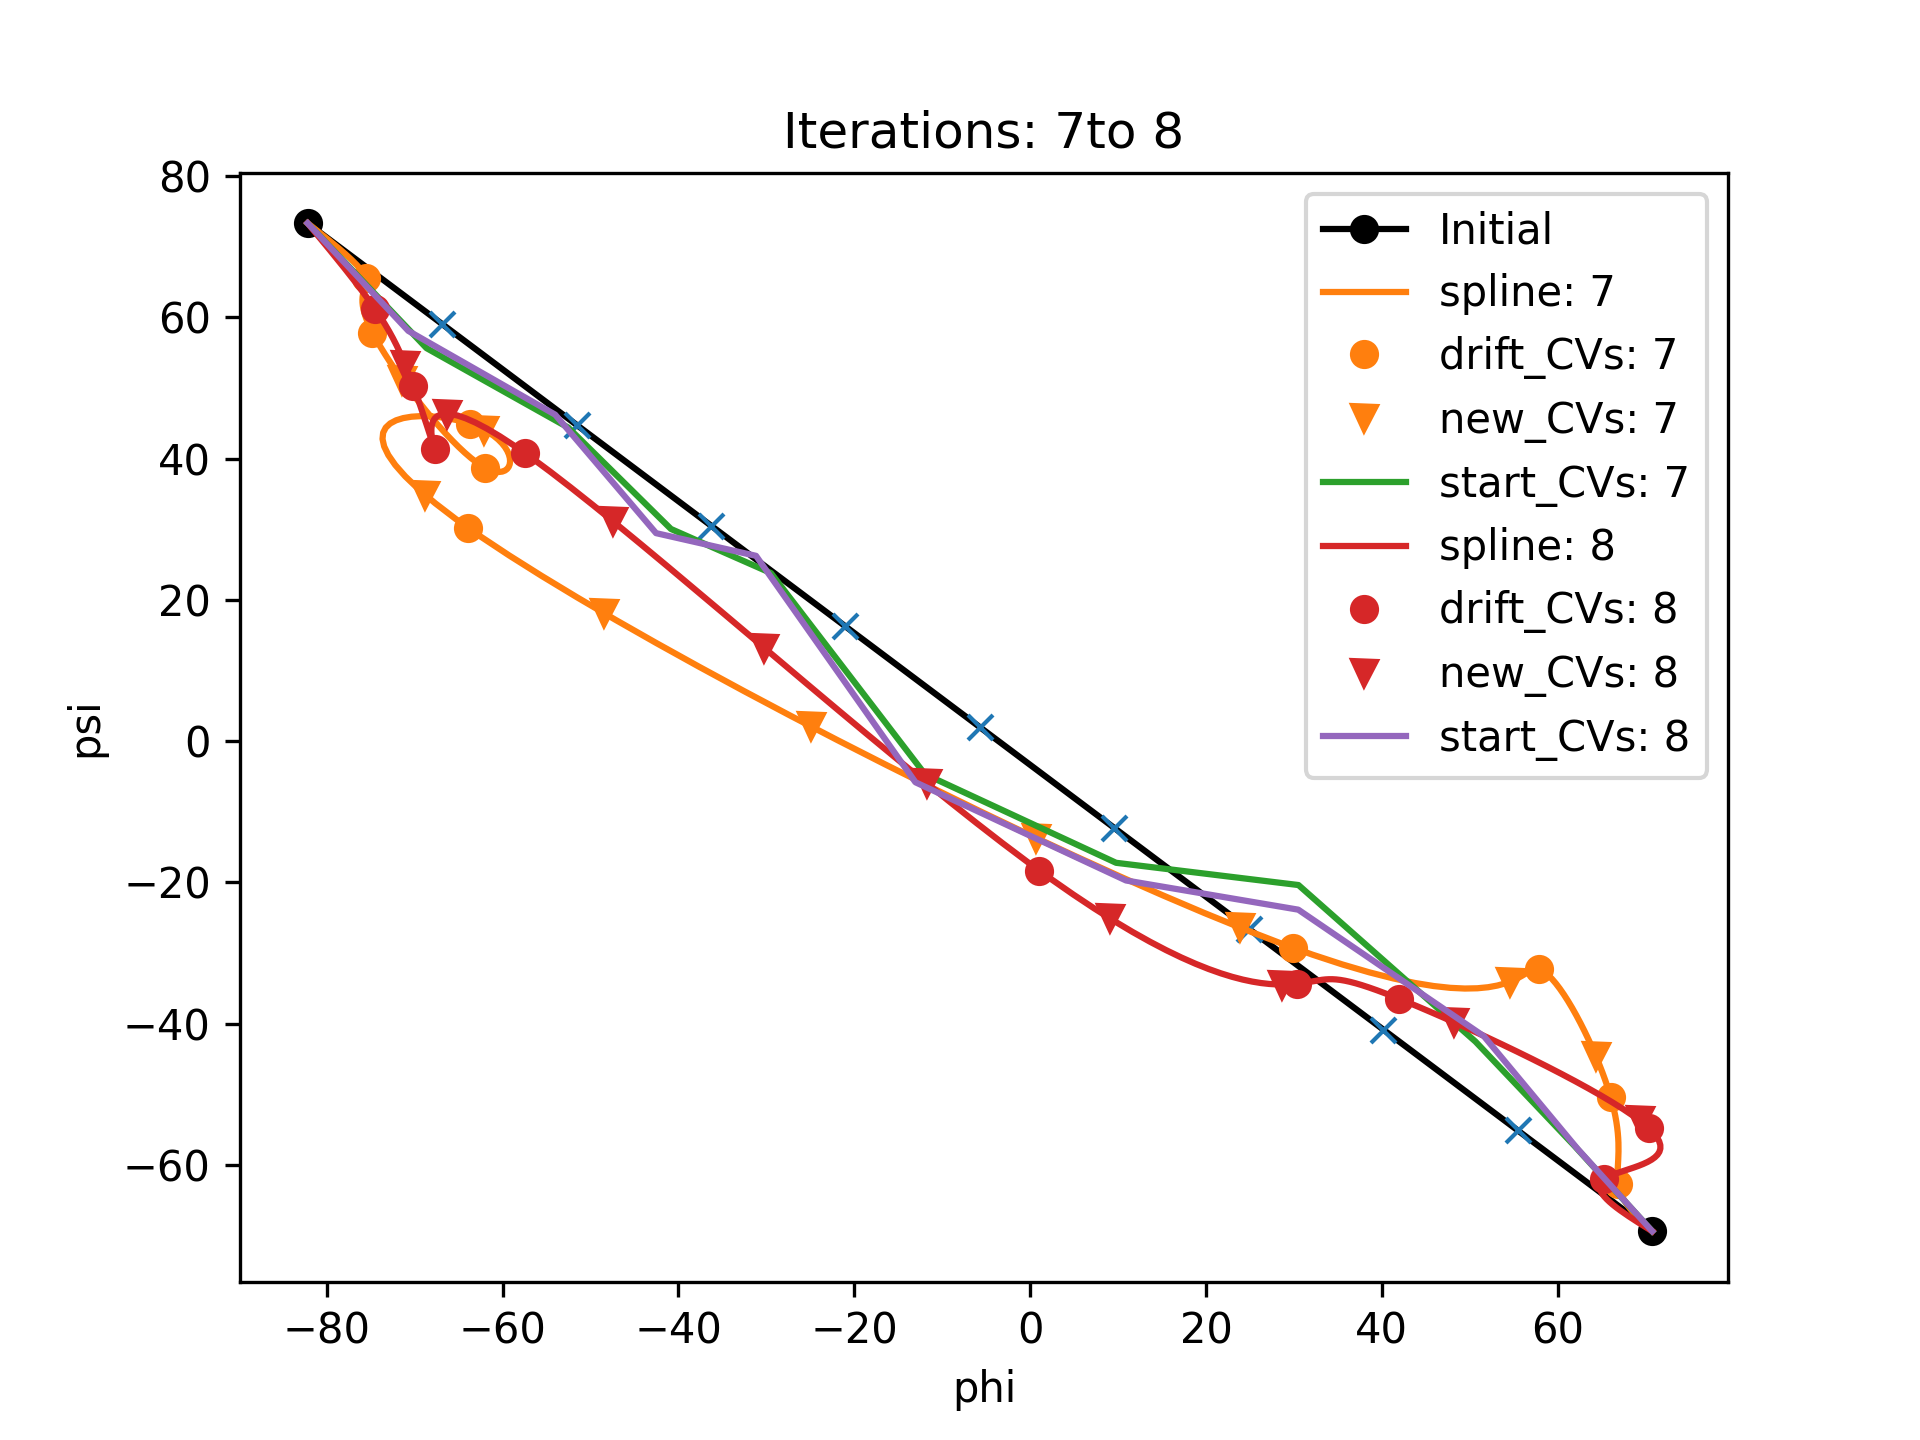 Iterations: 7to 8
80
60
40
20
0
−20
−40
−60
psi
−80
−60
−40
−20
0
20
40
60
phi
Initial
spline: 7
drift_CVs: 7
new_CVs: 7
start_CVs: 7
spline: 8
drift_CVs: 8
new_CVs: 8
start_CVs: 8